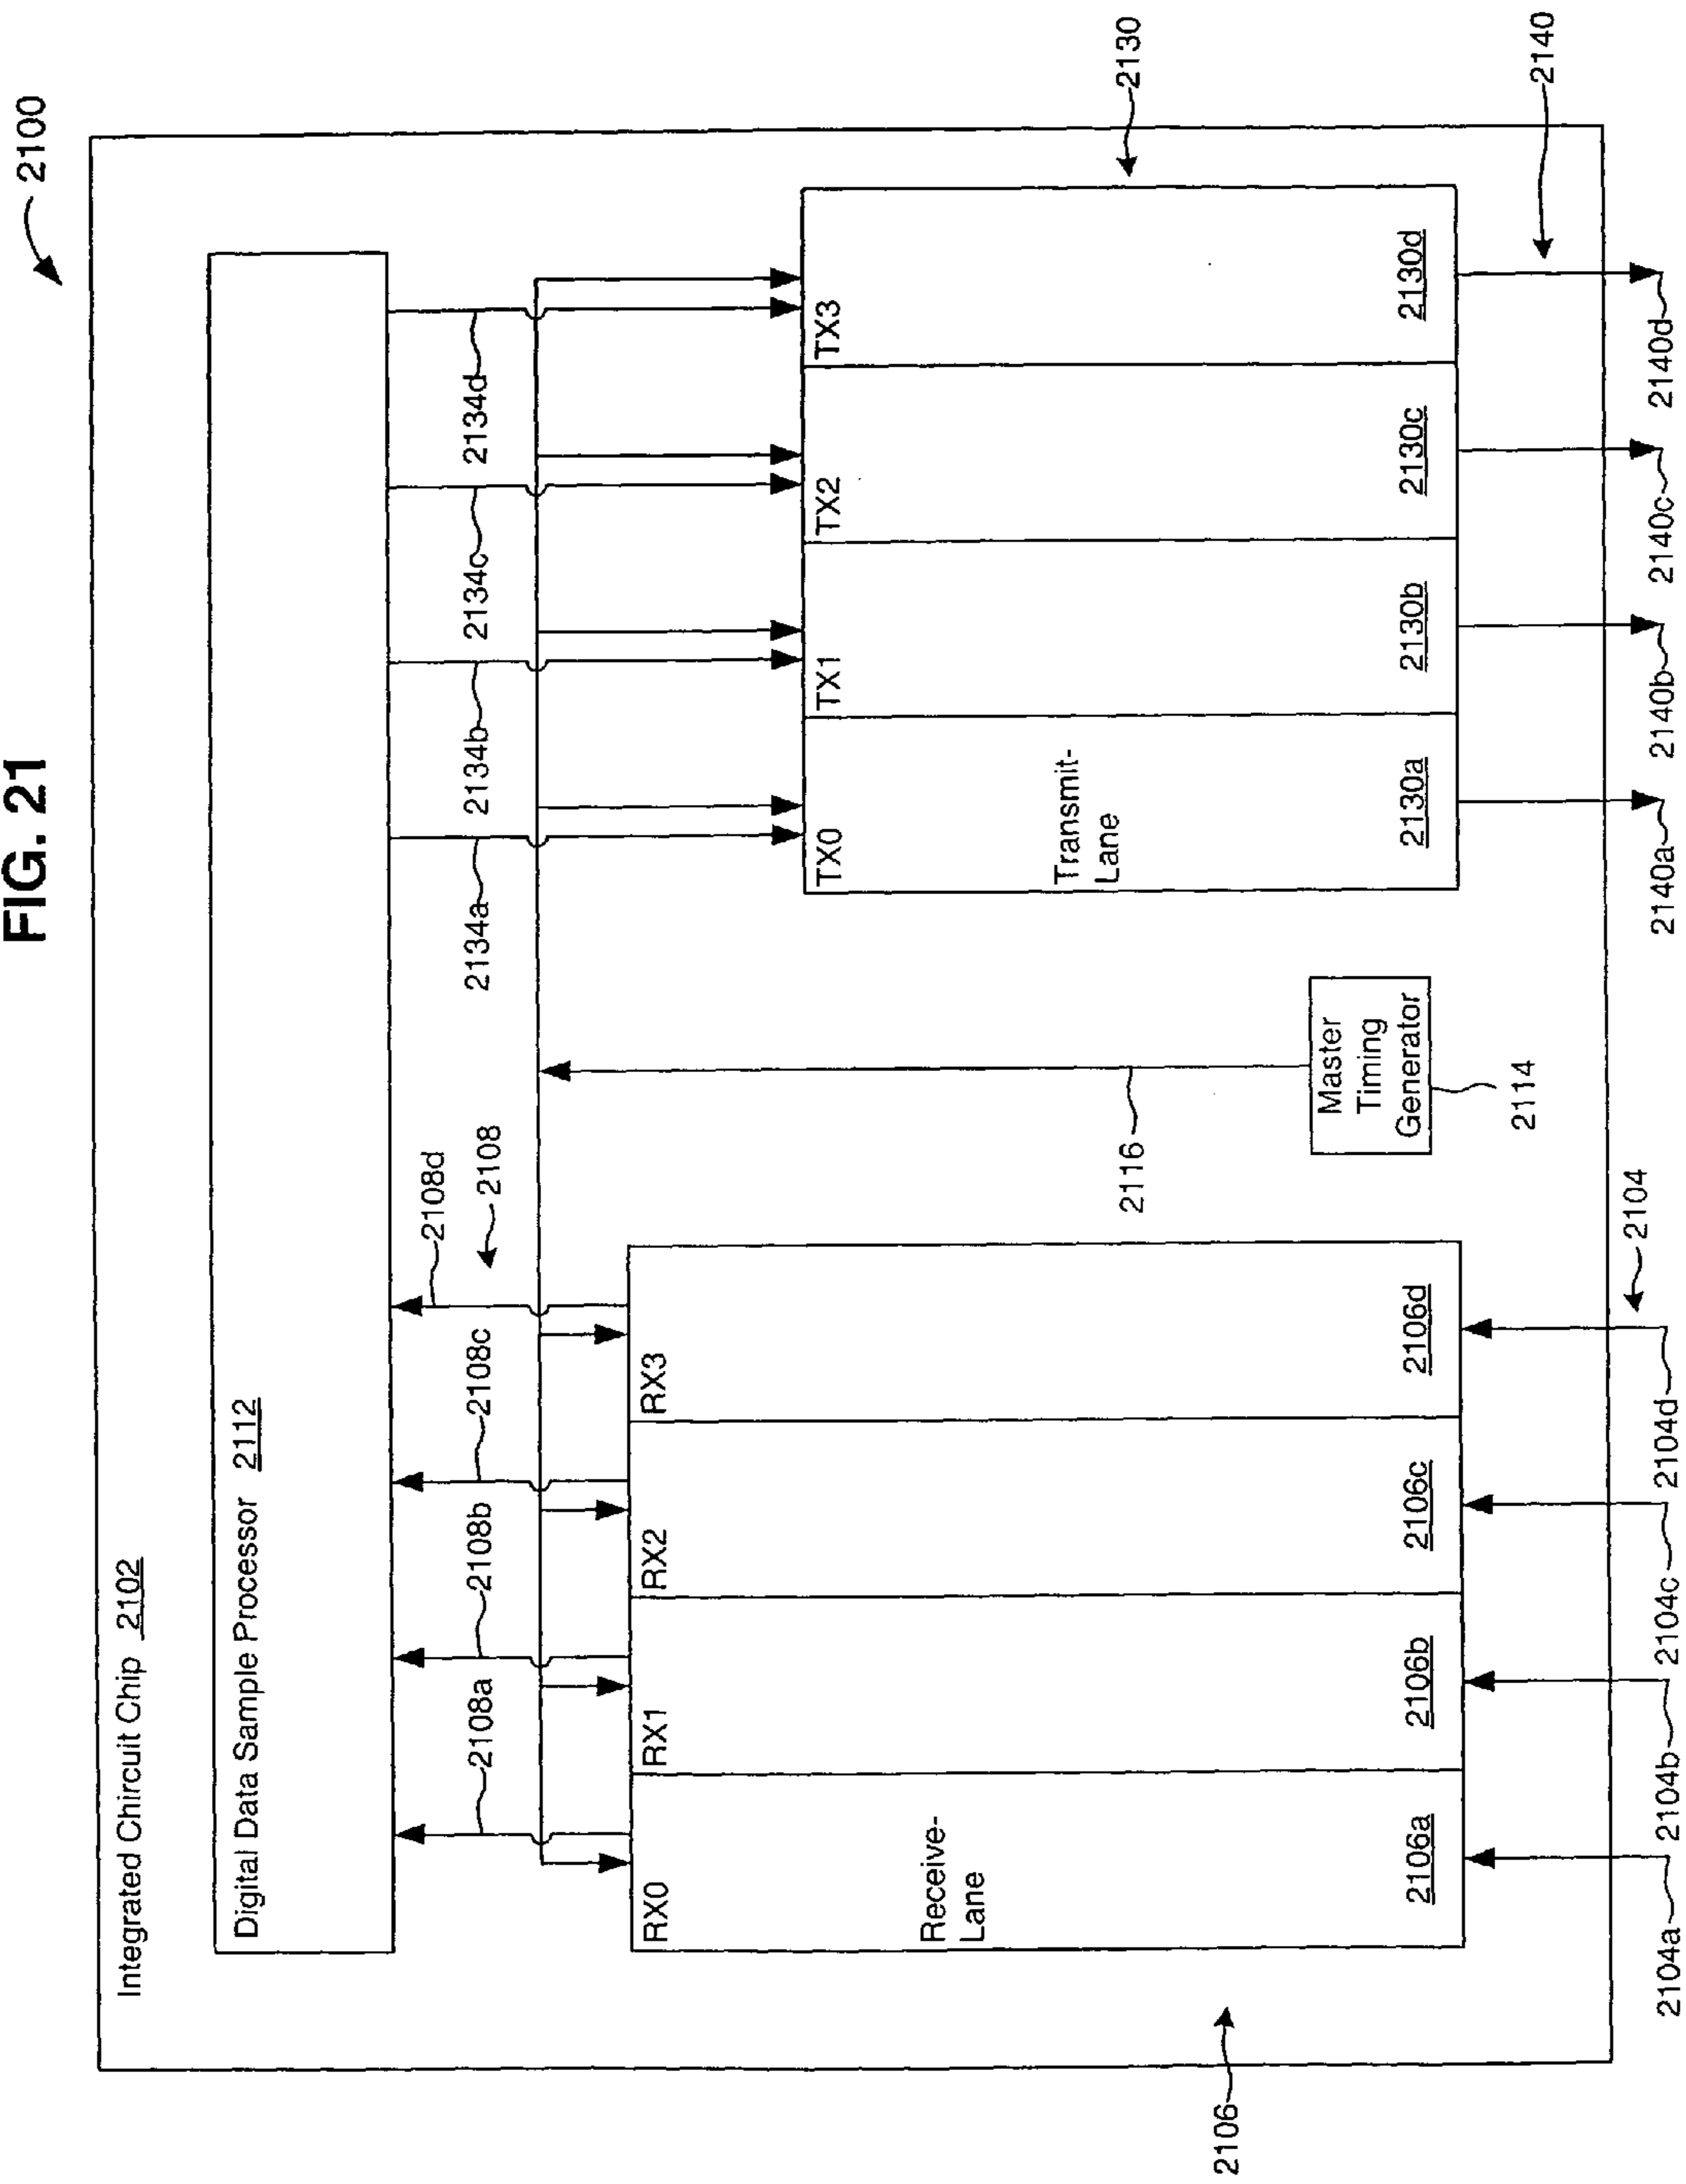 FIG. 21
2100
Integrated Chircuit Chip 2102
Digital Data Sample Processor 2112
2108a
2108b
2108c
2108d
2108
2134a
2134b
2134c
2134d
RX0
RX1
RX2
RX3
Receive-
Lane
2106a
2106b
2106c
2106d
2106
2116
Master
Timing
Generator
2114
TX0
TX1
TX2
TX3
Transmit-
Lane
2130a
2130b
2130c
2130d
2130
2104a
2104b
2104c
2104d
2104
2140a
2140b
2140c
2140d
2140